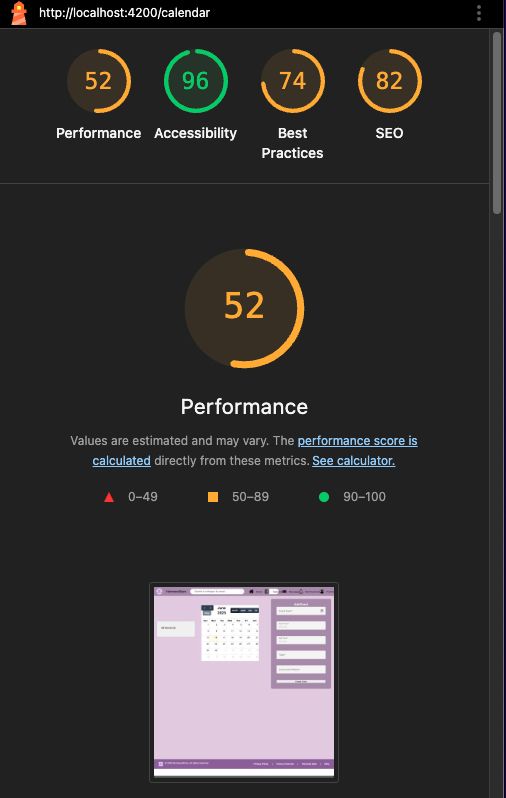 http://localhost:4200/calendar
52
96
74
82
Performance
Accessibility
Best
Practices
SEO
52
Performance
Values are estimated and may vary. The performance score is
calculated directly from these metrics. See calculator.
0–49
50–89
90–100
June
2025